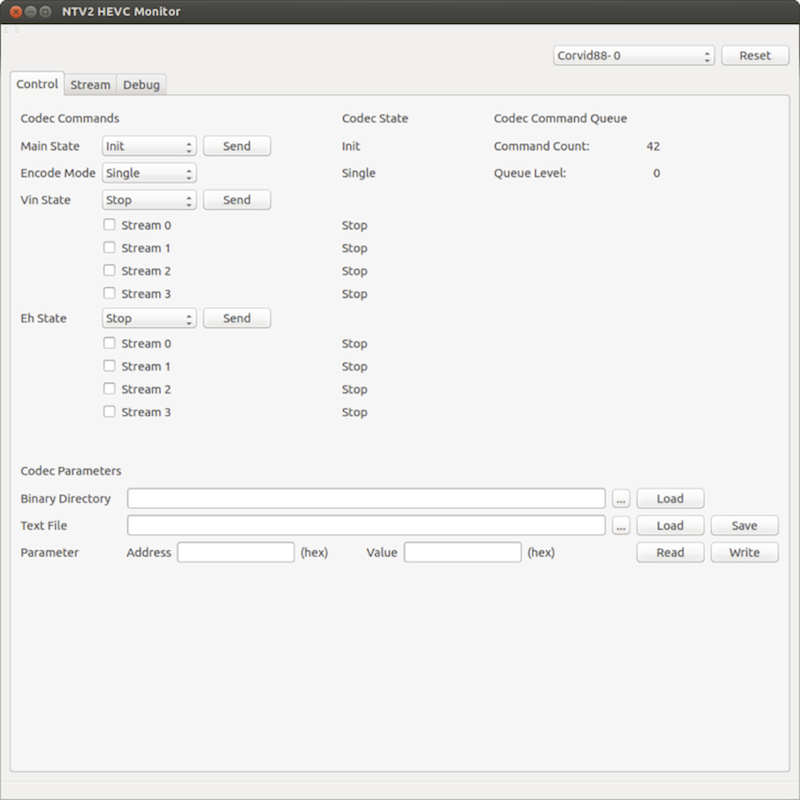 NTV2 HEVC Monitor
Corvid88- 0 Reset
Control Stream Debug
Codec Commands Codec State Codec Command Queue
Main State Init Send Init Command Count: 42
Encode Mode Single Single Queue Level: 0
Vin State Stop Send
Stream 0 Stop
Stream 1 Stop
Stream 2 Stop
Stream 3 Stop
Eh State Stop Send
Stream 0 Stop
Stream 1 Stop
Stream 2 Stop
Stream 3 Stop
Codec Parameters
Binary Directory ... Load
Text File ... Load Save
Parameter Address (hex) Value (hex) Read Write